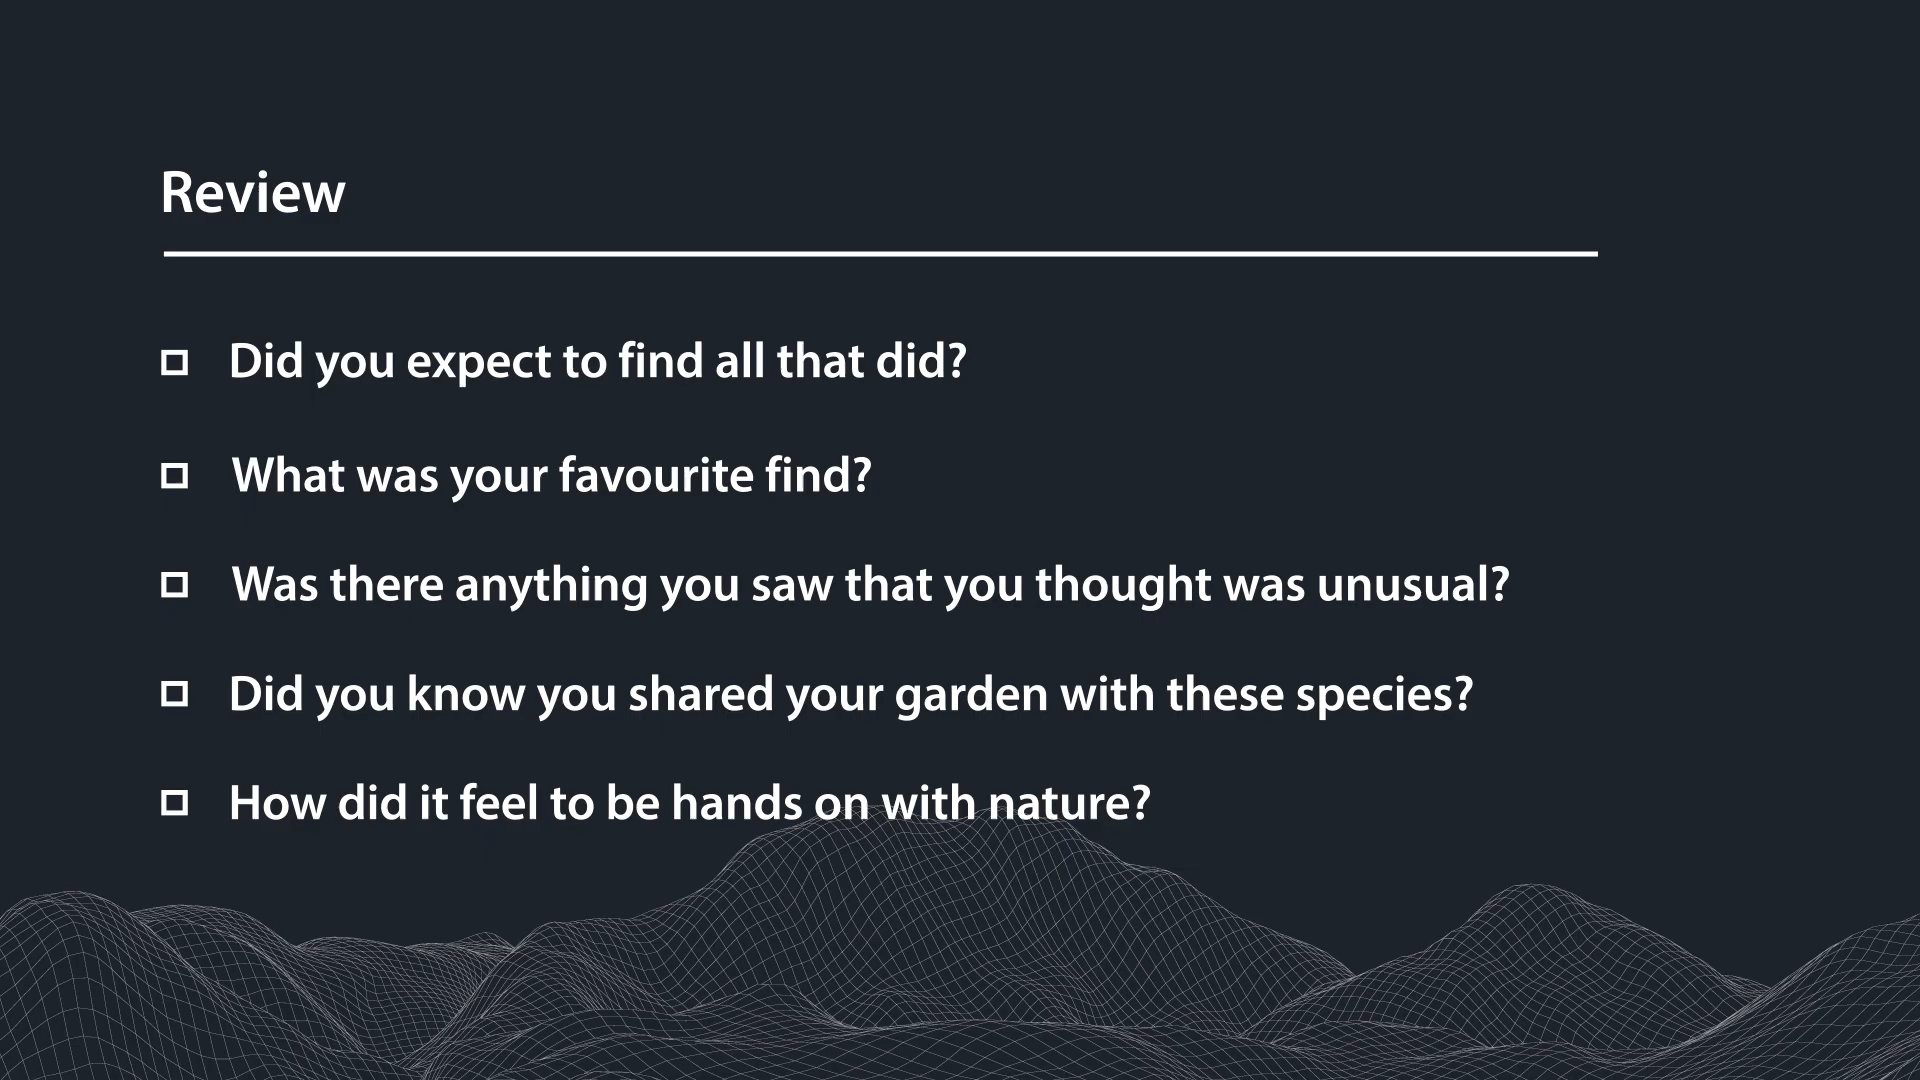 Review
Did you expect to find all that did?
What was your favourite find?
Was there anything you saw that you thought was unusual?
Did you know you shared your garden with these species?
How did it feel to be hands on with nature?